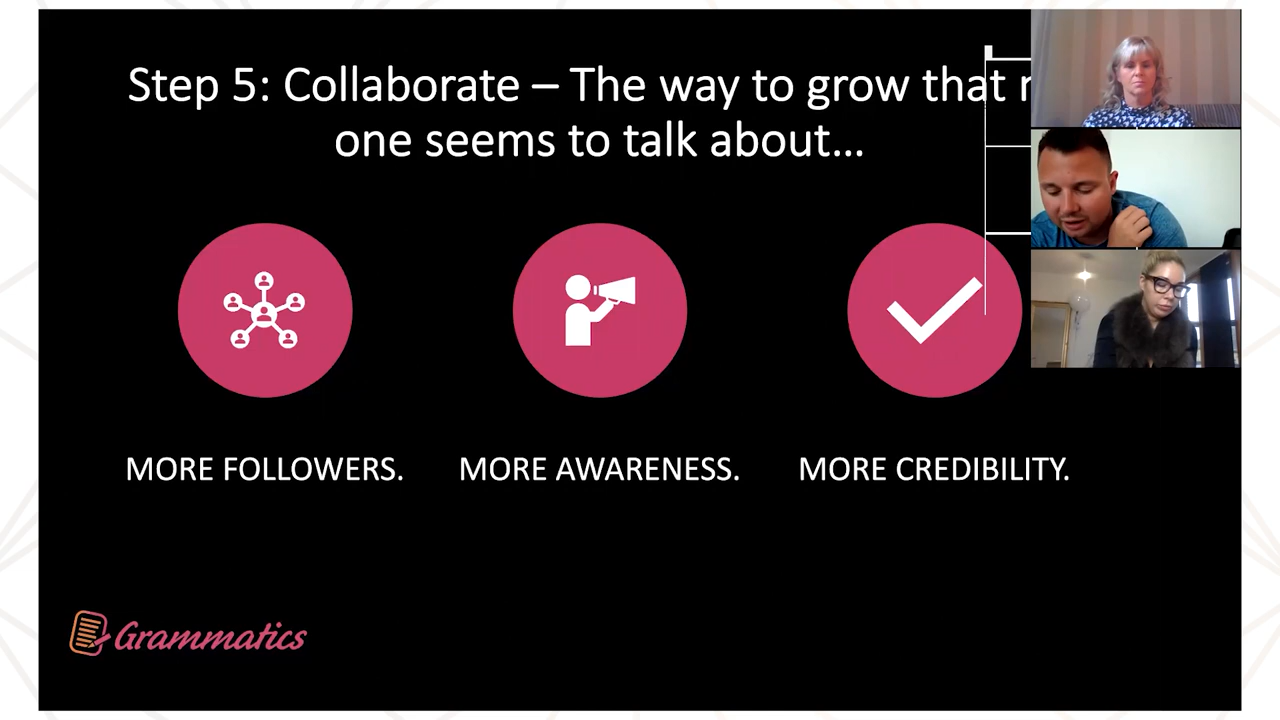 Step 5: Collaborate – The way to grow that
one seems to talk about...
MORE FOLLOWERS.
MORE AWARENESS.
MORE CREDIBILITY.
Grammatics